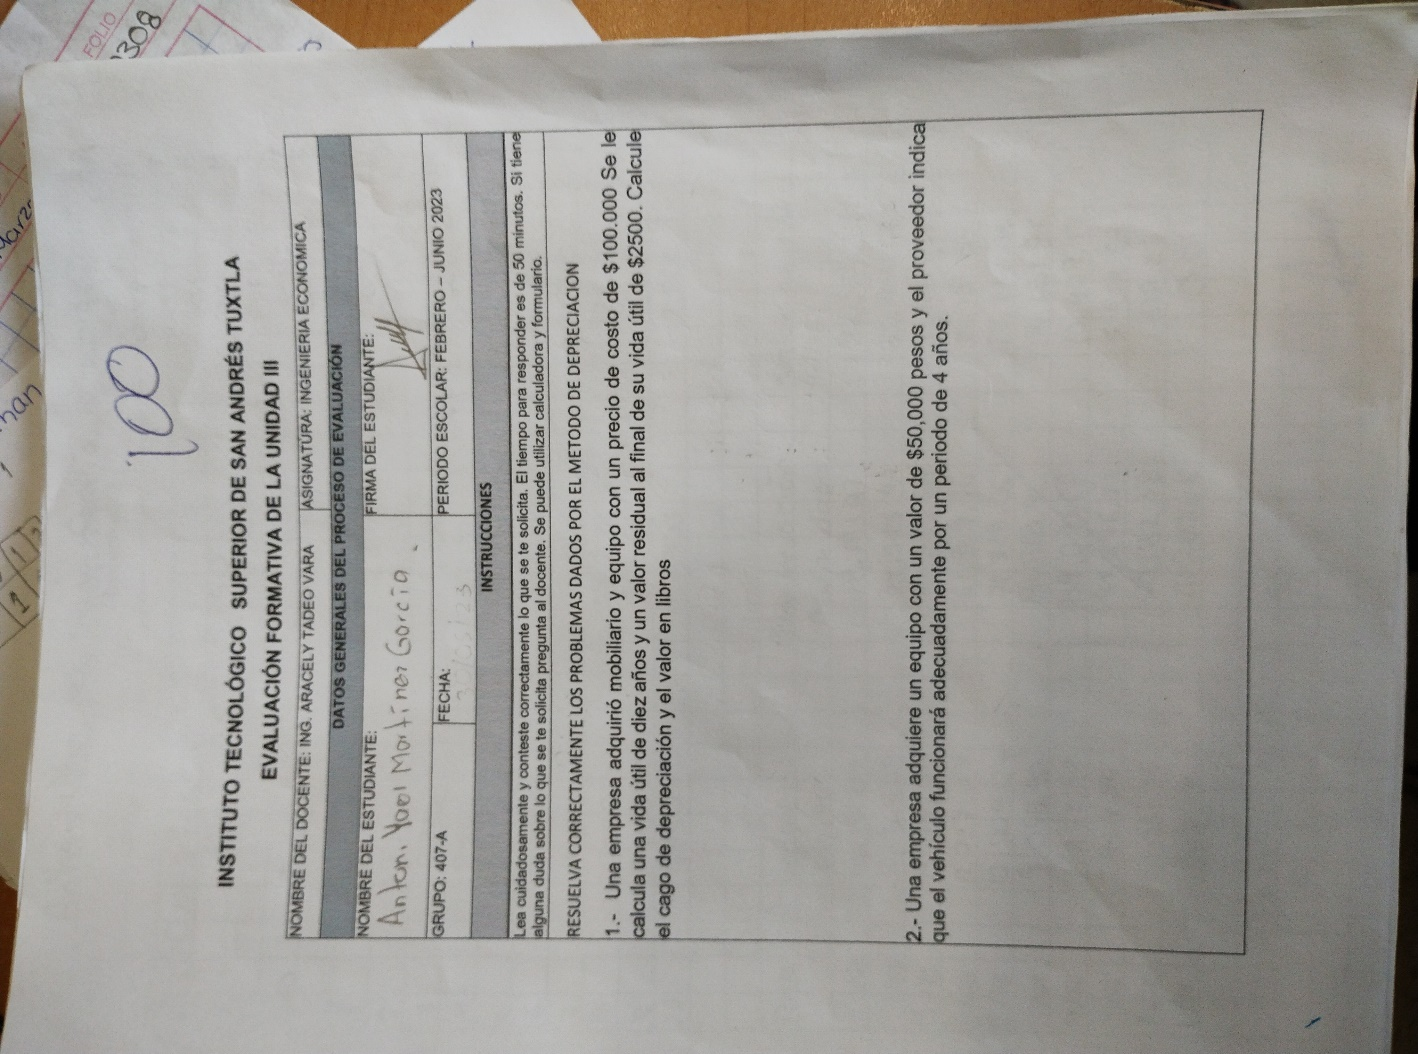 FOLIO
308
100
INSTITUTO TECNOLÓGICO SUPERIOR DE SAN ANDRÉS TUXTLA
EVALUACIÓN FORMATIVA DE LA UNIDAD III
NOMBRE DEL DOCENTE: ING. ARACELY TADEO VARA ASIGNATURA: INGENIERIA ECONOMICA
DATOS GENERALES DEL PROCESO DE EVALUACIÓN
NOMBRE DEL ESTUDIANTE: FIRMA DEL ESTUDIANTE:
Antoni Yael Martínez García.
GRUPO: 407-A FECHA: PERIODO ESCOLAR: FEBRERO – JUNIO 2023
INSTRUCCIONES
Lea cuidadosamente y conteste correctamente lo que se te solicita. El tiempo para responder es de 50 minutos. Si tiene
alguna duda sobre lo que se te solicita pregunta al docente. Se puede utilizar calculadora y formulario.
RESUELVA CORRECTAMENTE LOS PROBLEMAS DADOS POR EL METODO DE DEPRECIACION
1.- Una empresa adquirió mobiliario y equipo con un precio de costo de $100.000 Se le
calcula una vida útil de diez años y un valor residual al final de su vida útil de $2500. Calcule
el cago de depreciación y el valor en libros
2.- Una empresa adquiere un equipo con un valor de $50,000 pesos y el proveedor indica
que el vehículo funcionará adecuadamente por un periodo de 4 años.